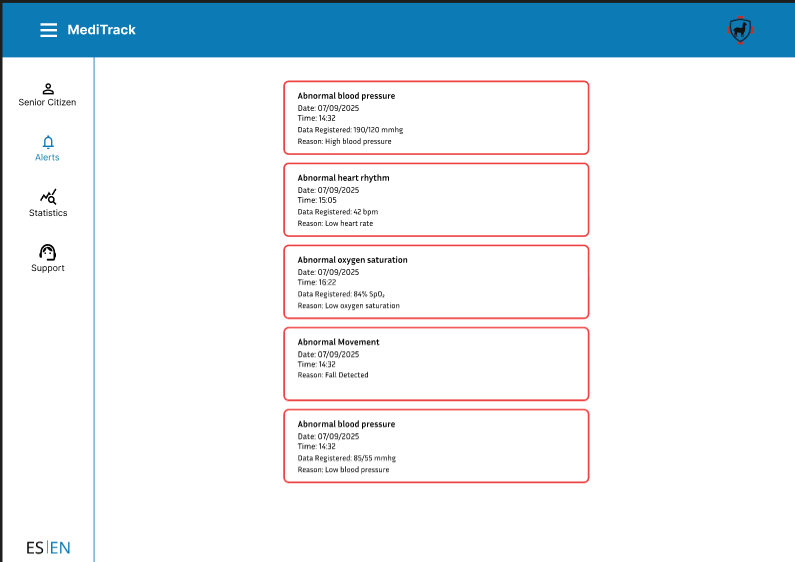 MediTrack
Senior Citizen
Alerts
Statistics
Support
ES|EN
Abnormal blood pressure
Date: 07/09/2025
Time: 14:32
Data Registered: 190/120 mmhg
Reason: High blood pressure
Abnormal heart rhythm
Date: 07/09/2025
Time: 15:05
Data Registered: 42 bpm
Reason: Low heart rate
Abnormal oxygen saturation
Date: 07/09/2025
Time: 16:22
Data Registered: 84% SpO₂
Reason: Low oxygen saturation
Abnormal Movement
Date: 07/09/2025
Time: 14:32
Reason: Fall Detected
Abnormal blood pressure
Date: 07/09/2025
Time: 14:32
Data Registered: 85/55 mmhg
Reason: Low blood pressure